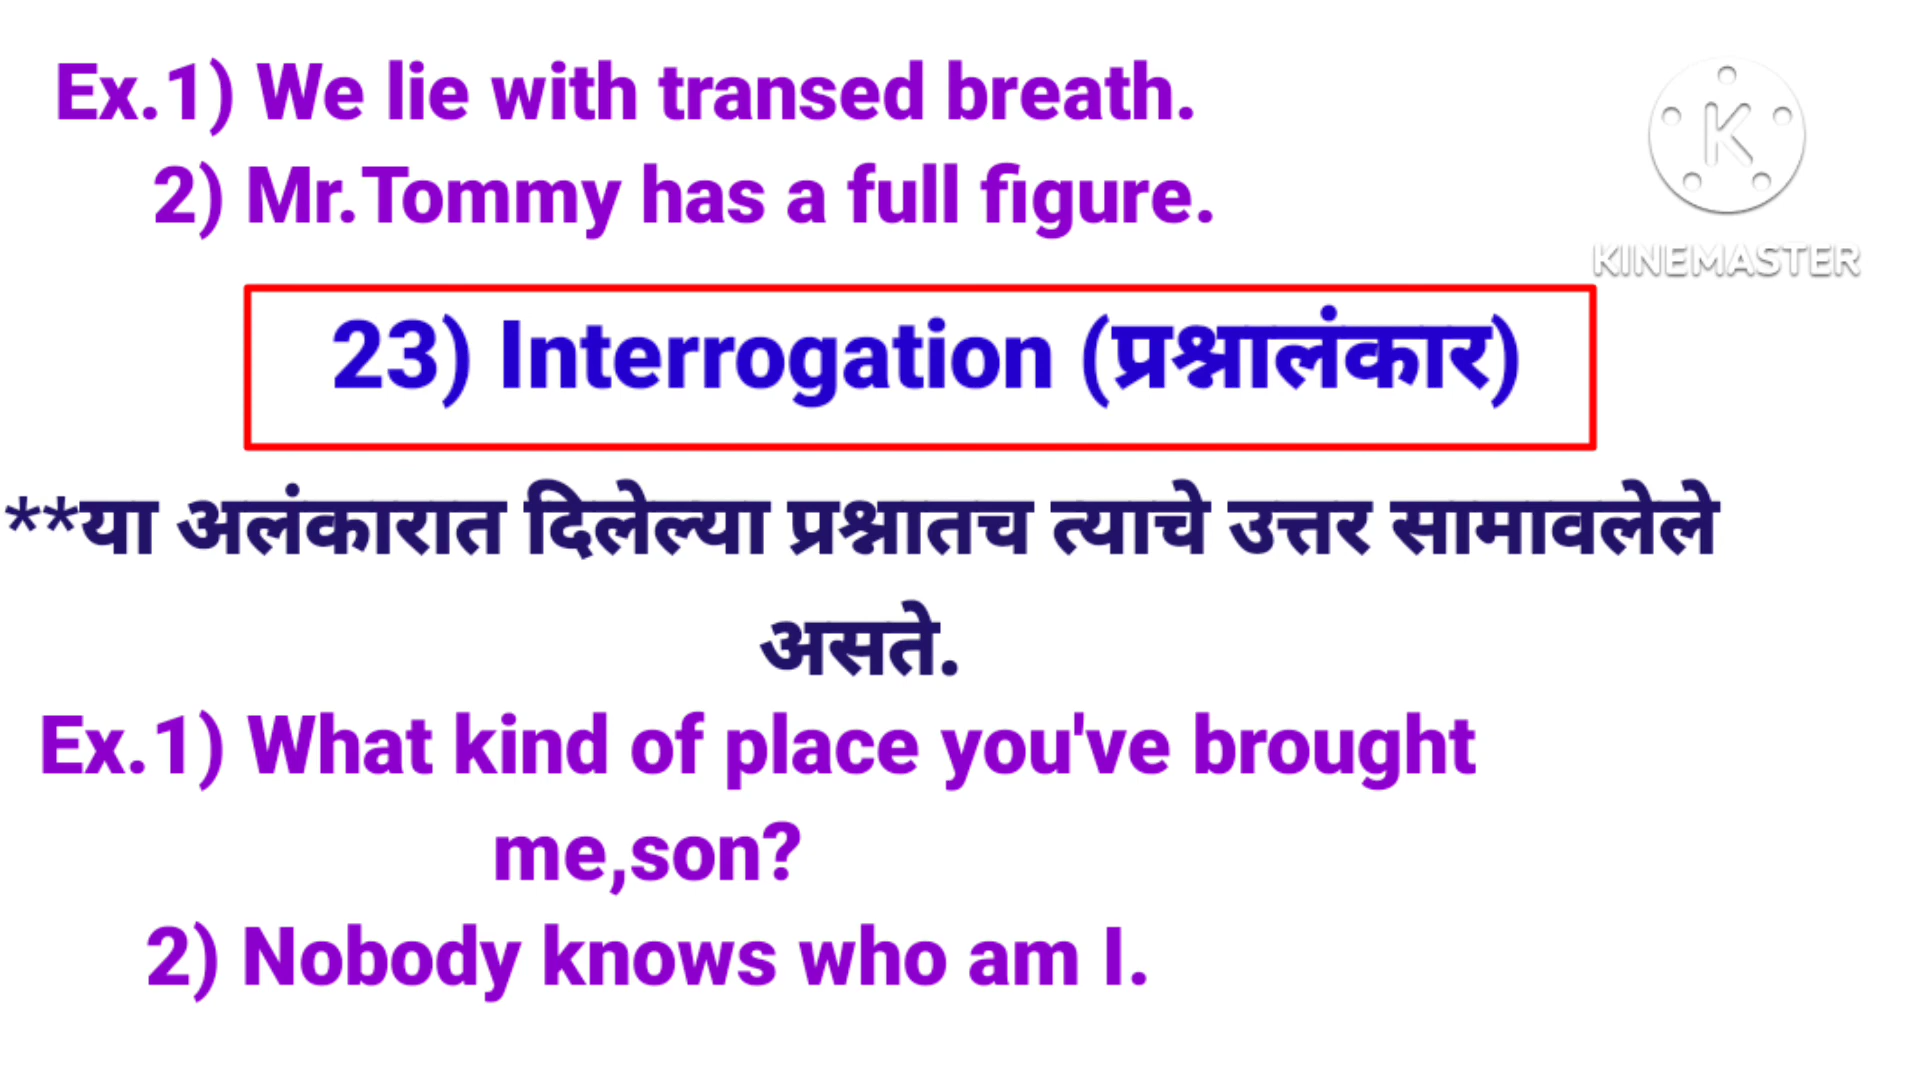 Ex.1) We lie with transed breath.
2) Mr.Tommy has a full figure.
K
KINEMASTER
23) Interrogation (प्रश्नालंकार)
**या अलंकारात दिलेल्या प्रश्नातच त्याचे उत्तर सामावलेले
असते.
Ex.1) What kind of place you've brought
me,son?
2) Nobody knows who am I.